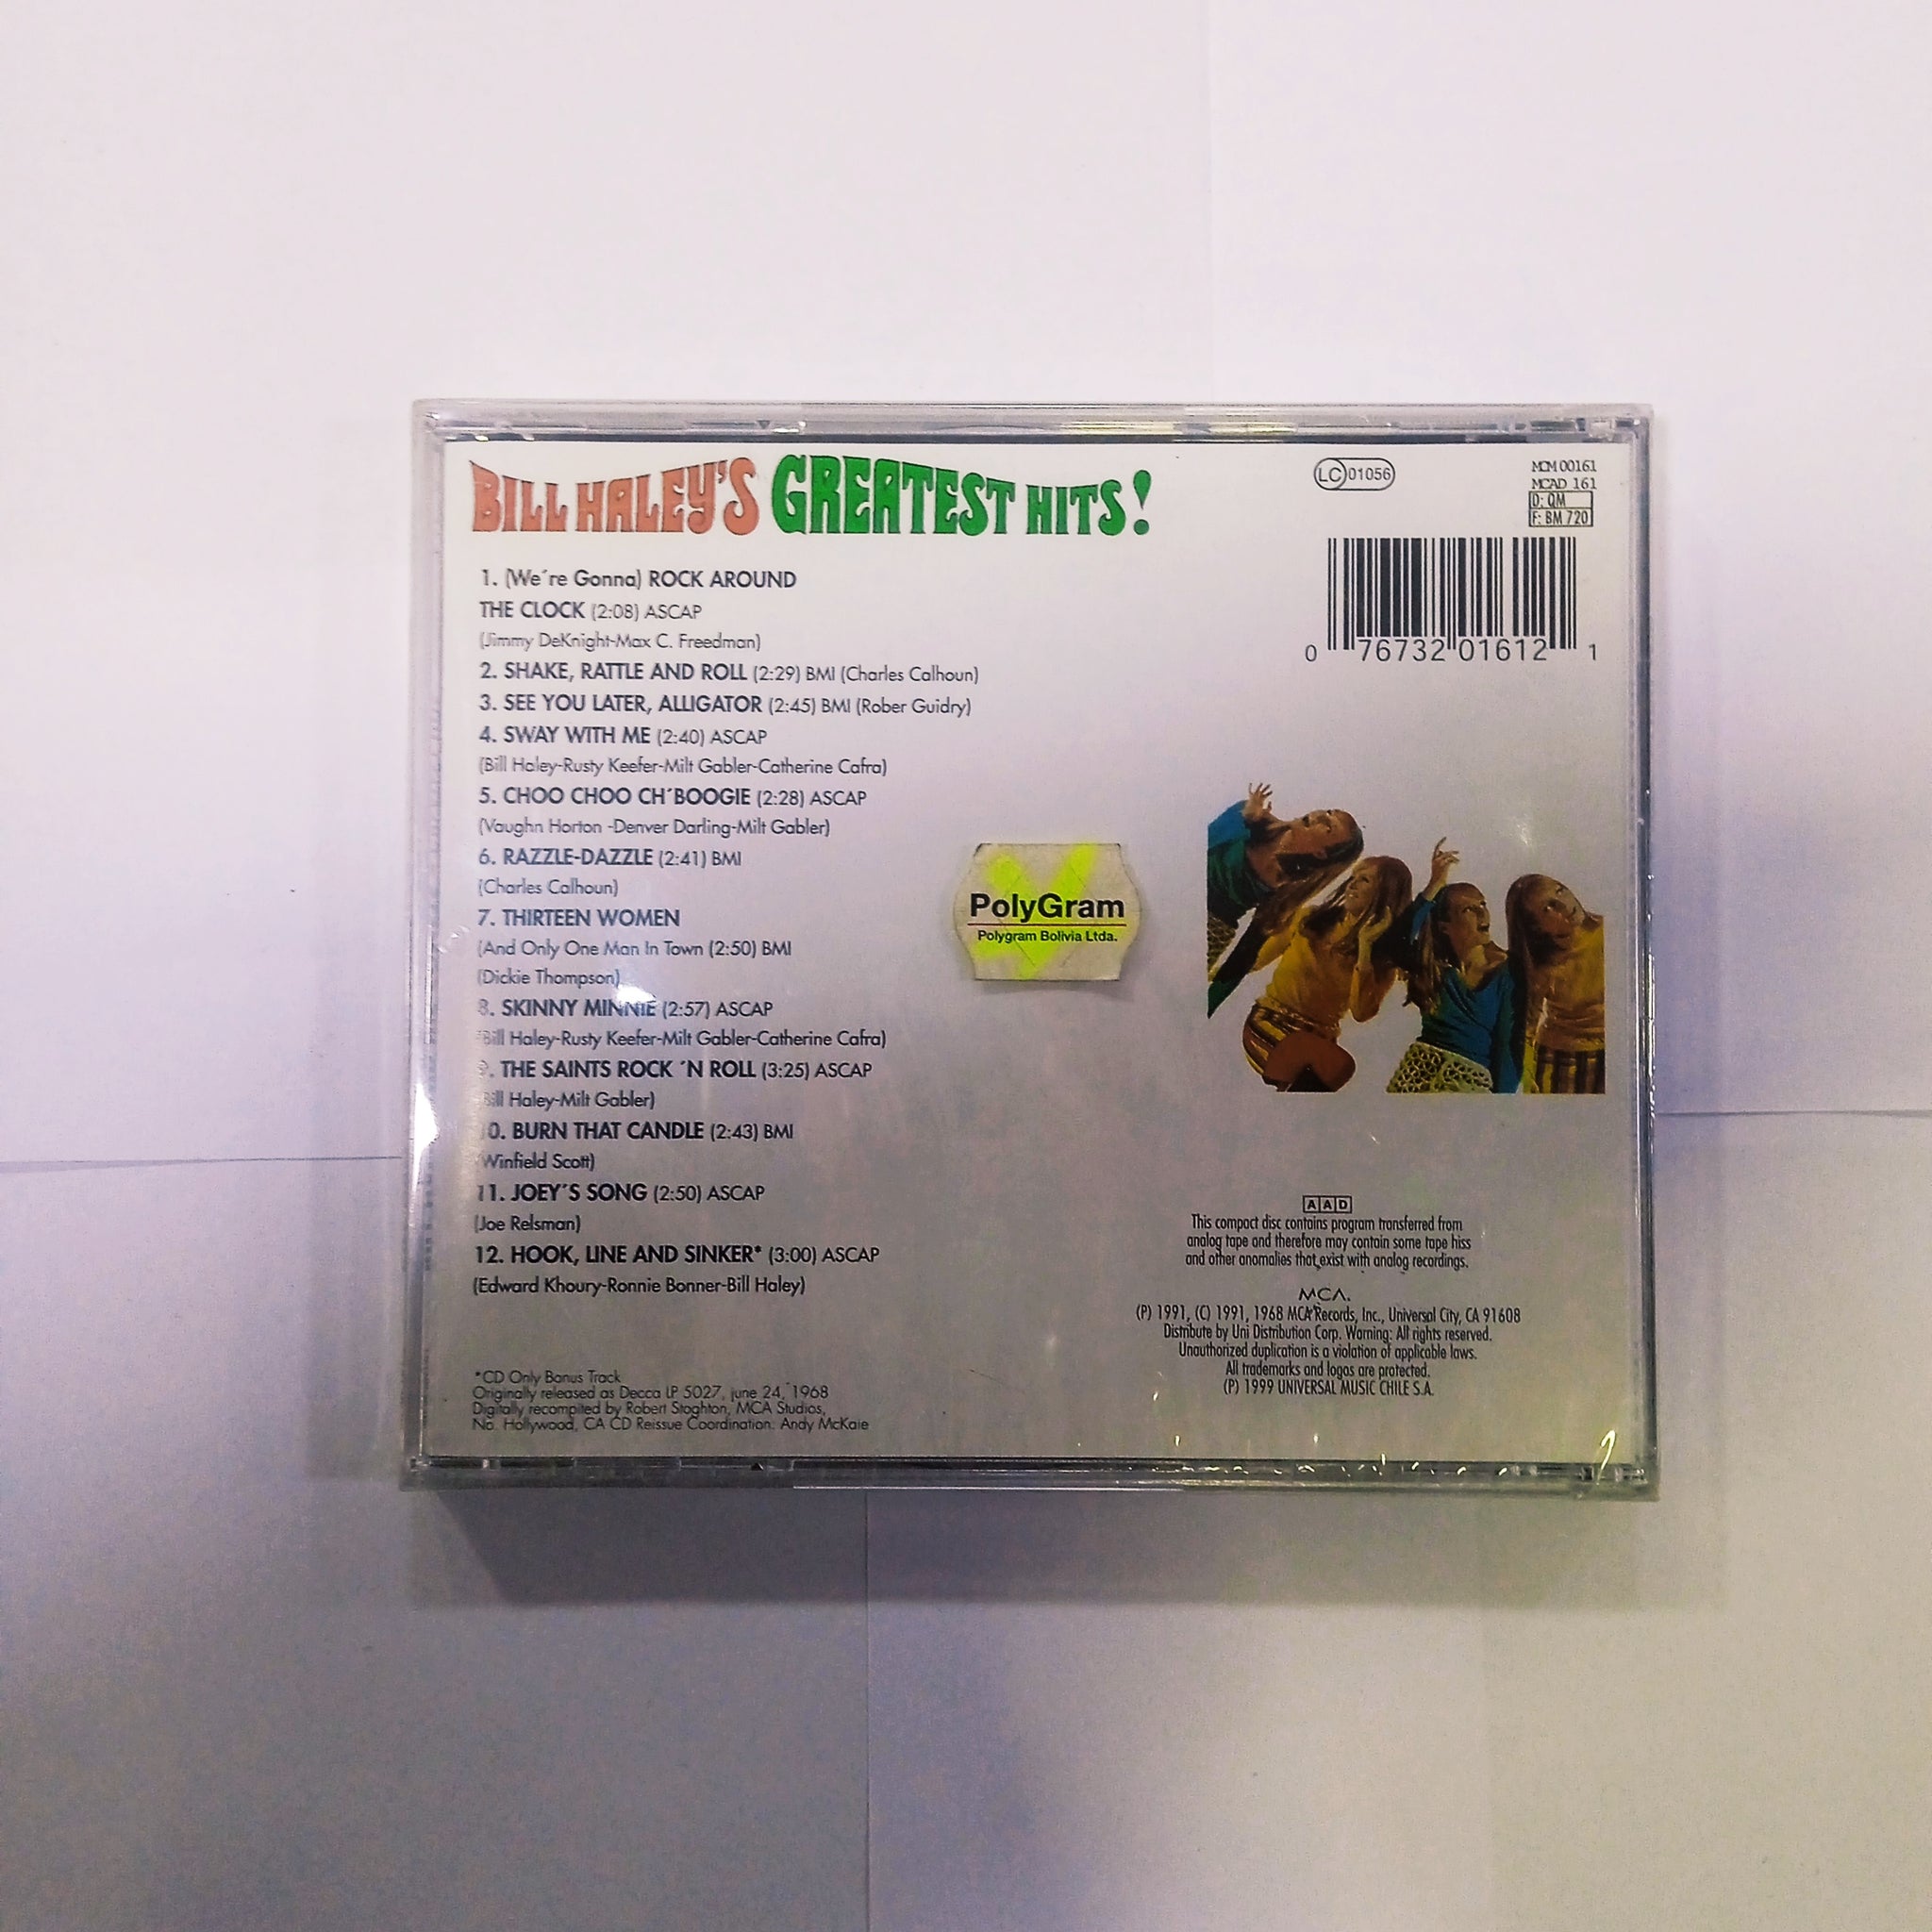 BILL HALEY'S GREATEST HITS!
1. (We´re Gonna) ROCK AROUND
THE CLOCK (2:08) ASCAP
(Jimmy DeKnight-Max C. Freedman)
2. SHAKE, RATTLE AND ROLL (2:29) BMI (Charles Calhoun)
3. SEE YOU LATER, ALLIGATOR (2:45) BMI (Rober Guidry)
4. SWAY WITH ME (2:40) ASCAP
(Bill Haley-Rusty Keefer-Milt Gabler-Catherine Cafra)
5. CHOO CHOO CH´BOOGIE (2:28) ASCAP
(Vaughn Horton -Denver Darling-Milt Gabler)
6. RAZZLE-DAZZLE (2:41) BMI
(Charles Calhoun)
7. THIRTEEN WOMEN
(And Only One Man In Town (2:50) BMI
(Dickie Thompson)
8. SKINNY MINNIE (2:57) ASCAP
(Bill Haley-Rusty Keefer-Milt Gabler-Catherine Cafra)
9. THE SAINTS ROCK ´N ROLL (3:25) ASCAP
(Bill Haley-Milt Gabler)
10. BURN THAT CANDLE (2:43) BMI
(Winfield Scott)
11. JOEY´S SONG (2:50) ASCAP
(Joe Relsman)
12. HOOK, LINE AND SINKER* (3:00) ASCAP
(Edward Khoury-Ronnie Bonner-Bill Haley)
*CD Only Bonus Track
Originally released as Decca LP 5027, june 24, 1968
Digitally recompited by Robert Stoghton, MCA Studios,
No. Hollywood, CA CD Reissue Coordination: Andy McKaie
PolyGram
Polygram Bolivia Ltda.
LC 01056
MCM 00161
MCAD 161
D: QM
F: BM 720
0 76732 01612 1
AAD
This compact disc contains program transferred from
analog tape and therefore may contain some tape hiss
and other anomalies that exist with analog recordings.
MCA.
(P) 1991, (C) 1991, 1968 MCA Records, Inc., Universal City, CA 91608
Distribute by Uni Distribution Corp. Warning: All rights reserved.
Unauthorized duplication is a violation of applicable laws.
All trademarks and logos are protected.
(P) 1999 UNIVERSAL MUSIC CHILE S.A.